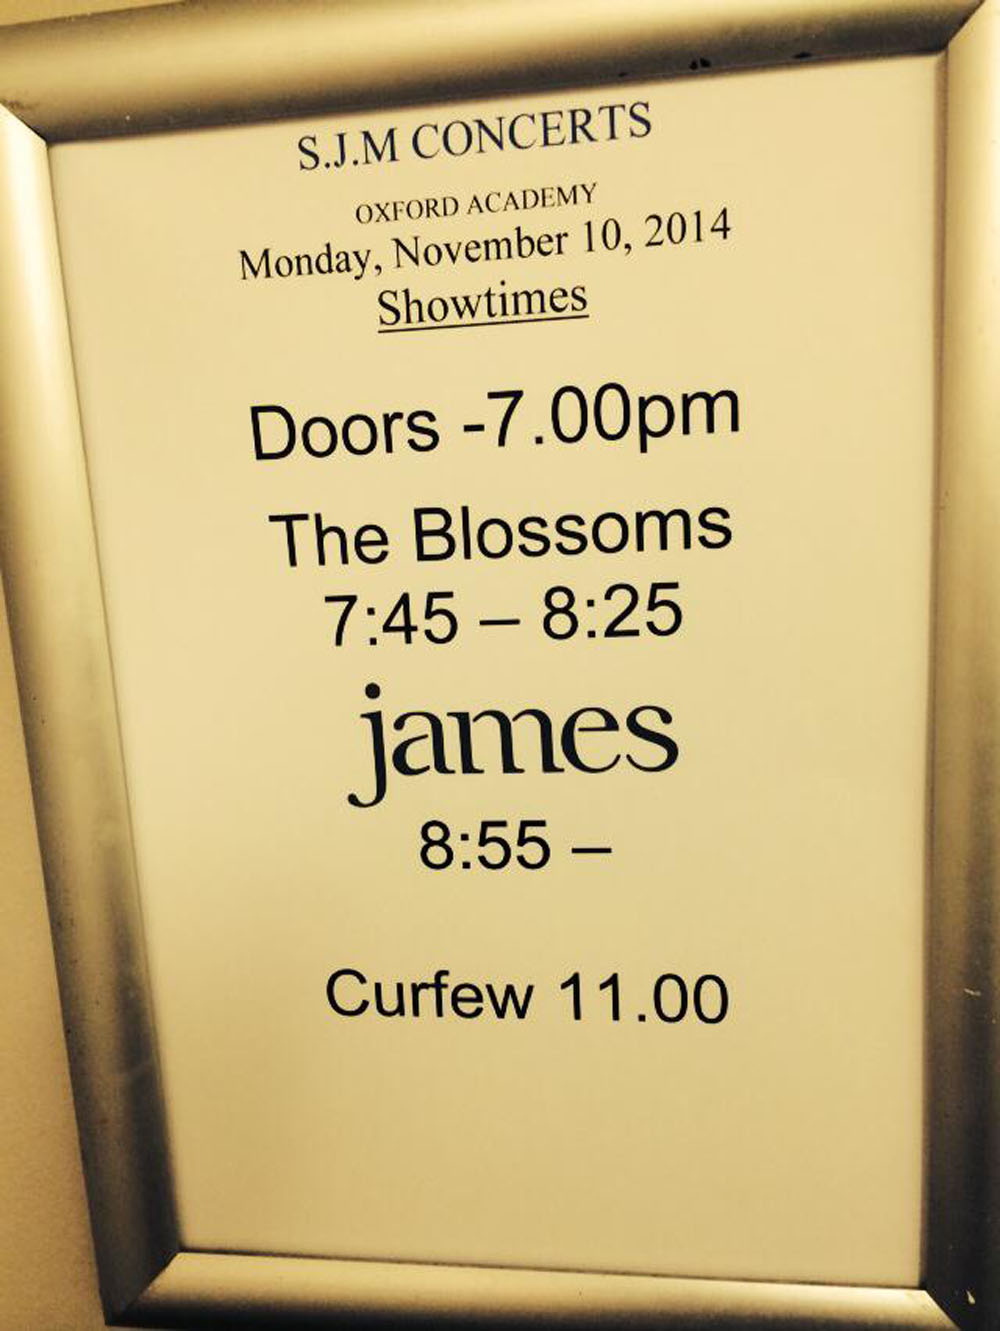 S.J.M CONCERTS
OXFORD ACADEMY
Monday, November 10, 2014
Showtimes
Doors -7.00pm
The Blossoms
7:45 – 8:25
james
8:55 –
Curfew 11.00